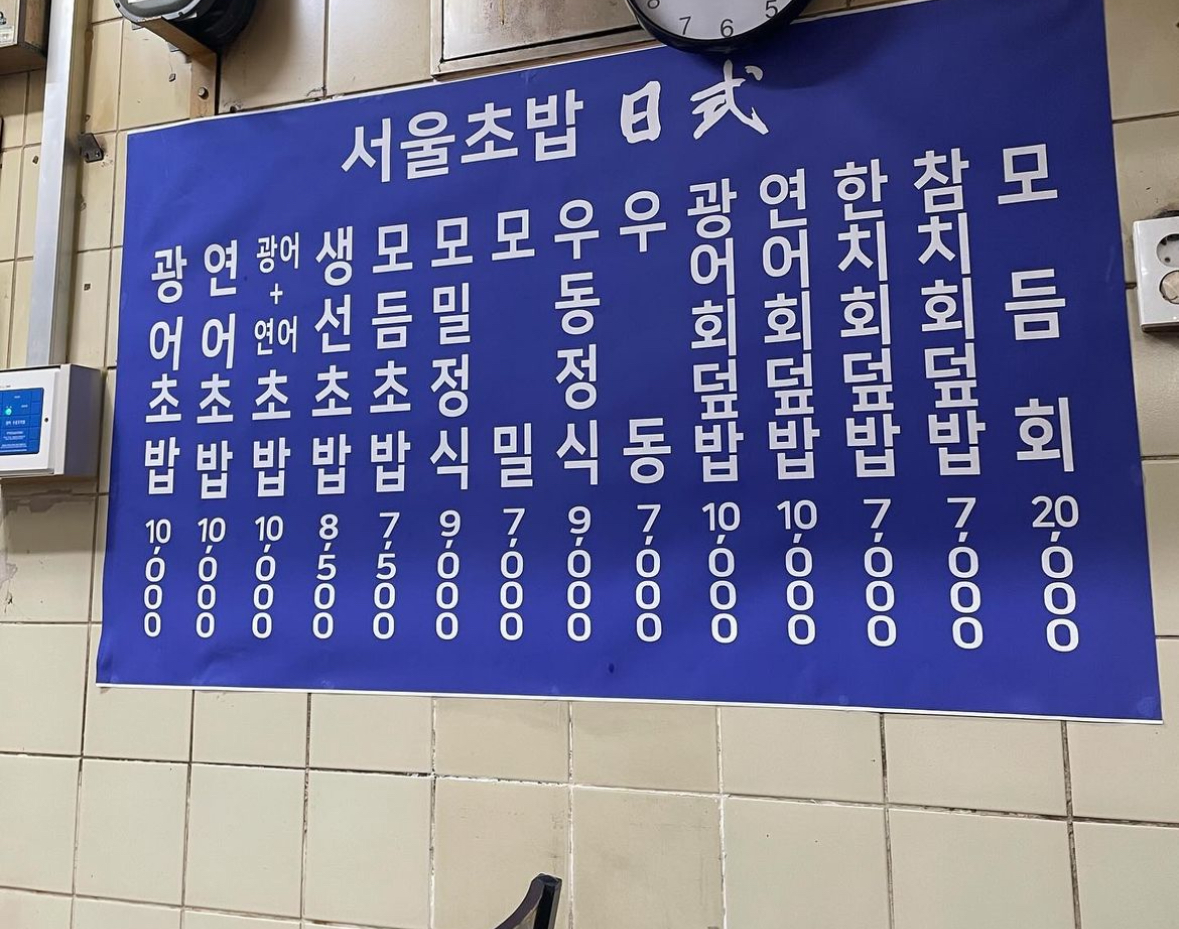 서울초밥 日式
광어초밥 10,000
연어초밥 10,000
광어+연어초밥 10,000
생선초밥 8,500
모듬초밥 7,500
모밀정식 9,000
모밀 7,000
우동정식 9,000
우동 7,000
광어회덮밥 10,000
연어회덮밥 10,000
한치회덮밥 7,000
참치회덮밥 7,000
모듬회 20,000
8 7 6 5